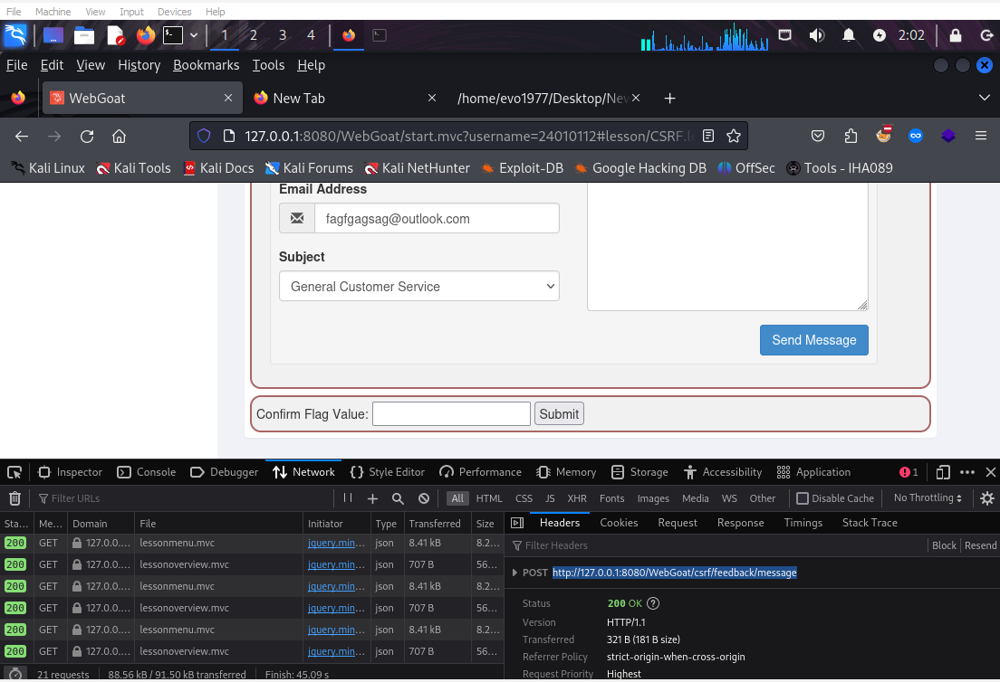 File Machine View Input Devices Help
1 2 3 4 2:02
File Edit View History Bookmarks Tools Help
WebGoat × New Tab × /home/evo1977/Desktop/Nev × +
127.0.0.1:8080/WebGoat/start.mvc?username=24010112#lesson/CSRF.l
Kali Linux Kali Tools Kali Docs Kali Forums Kali NetHunter Exploit-DB Google Hacking DB OffSec Tools - IHA089
Email Address
fagfgagsag@outlook.com
Subject
General Customer Service
Send Message
Confirm Flag Value: Submit
Inspector Console Debugger Network Style Editor Performance Memory Storage Accessibility Application 1
Filter URLs All HTML CSS JS XHR Fonts Images Media WS Other Disable Cache No Throttling
Sta... Me... Domain File Initiator Type Transferred Size
200 GET 127.0.0.... lessonmenu.mvc jquery.min... json 8.41 kB 8.2...
200 GET 127.0.0.... lessonoverview.mvc jquery.min... json 707 B 56...
200 GET 127.0.0.... lessonmenu.mvc jquery.min... json 8.41 kB 8.2...
200 GET 127.0.0.... lessonoverview.mvc jquery.min... json 707 B 56...
200 GET 127.0.0.... lessonmenu.mvc jquery.min... json 8.41 kB 8.2...
200 GET 127.0.0.... lessonoverview.mvc jquery.min... json 707 B 56...
21 requests 88.56 kB / 91.50 kB transferred Finish: 45.09 s
Headers Cookies Request Response Timings Stack Trace
Filter Headers Block Resend
POST http://127.0.0.1:8080/WebGoat/csrf/feedback/message
Status 200 OK ?
Version HTTP/1.1
Transferred 321 B (181 B size)
Referrer Policy strict-origin-when-cross-origin
Request Priority Highest